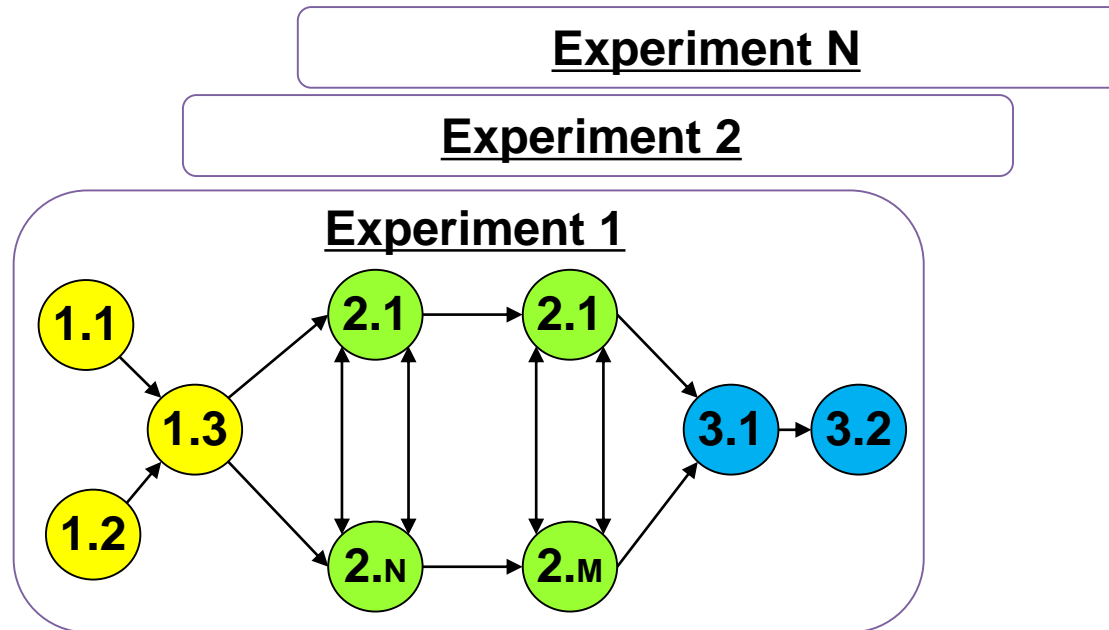 Experiment N
Experiment 2
Experiment 1
1.1
1.2
1.3
2.1
2.N
2.1
2.M
3.1
3.2